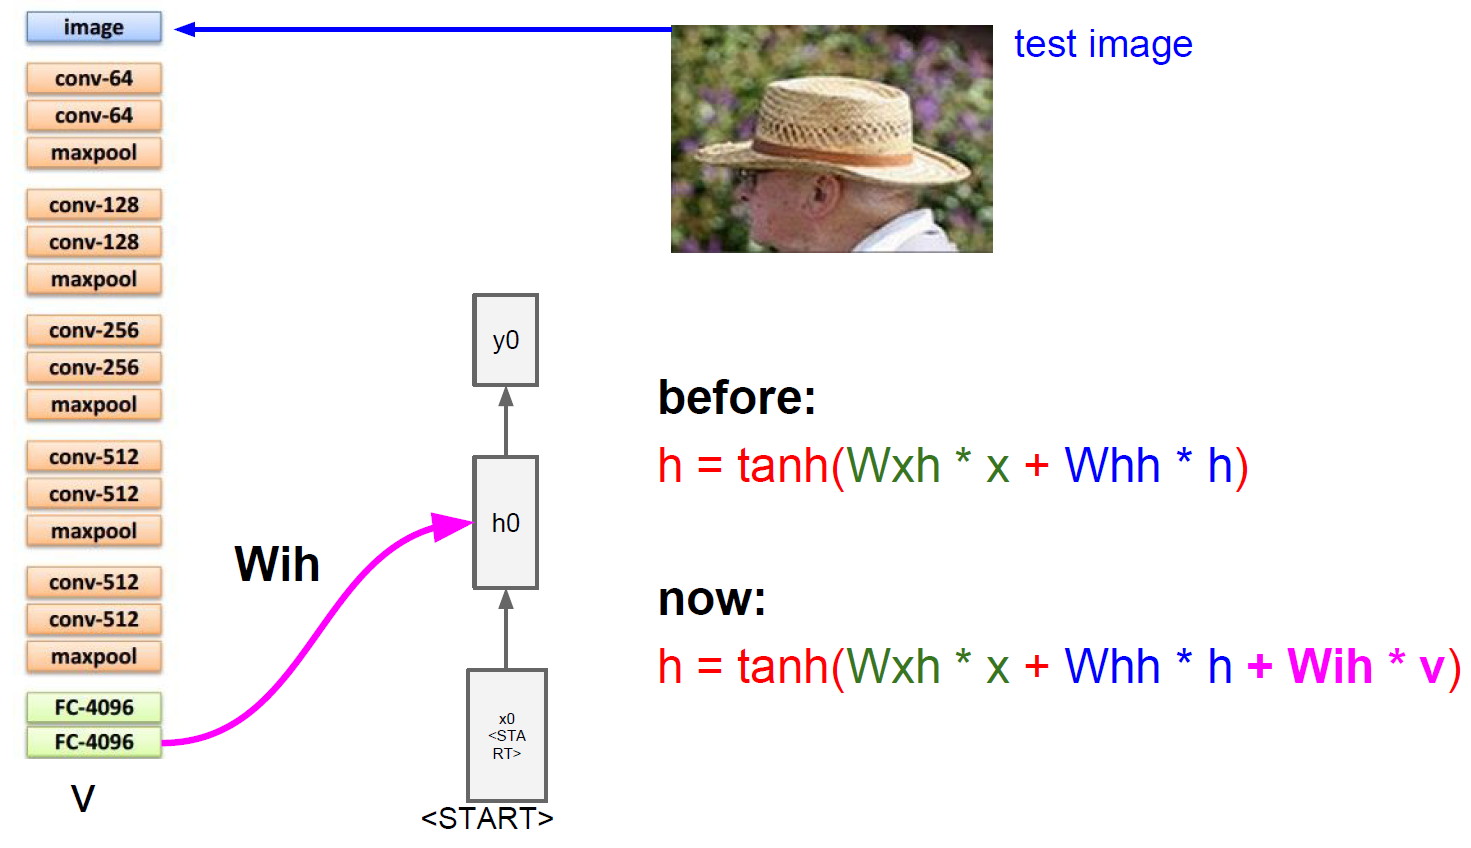 image
conv-64
conv-64
maxpool
conv-128
conv-128
maxpool
conv-256
conv-256
maxpool
conv-512
conv-512
maxpool
conv-512
conv-512
maxpool
FC-4096
FC-4096
v
test image
y0
h0
Wih
x0
<STA
RT>
<START>
before:
h = tanh(Wxh * x + Whh * h)
now:
h = tanh(Wxh * x + Whh * h + Wih * v)